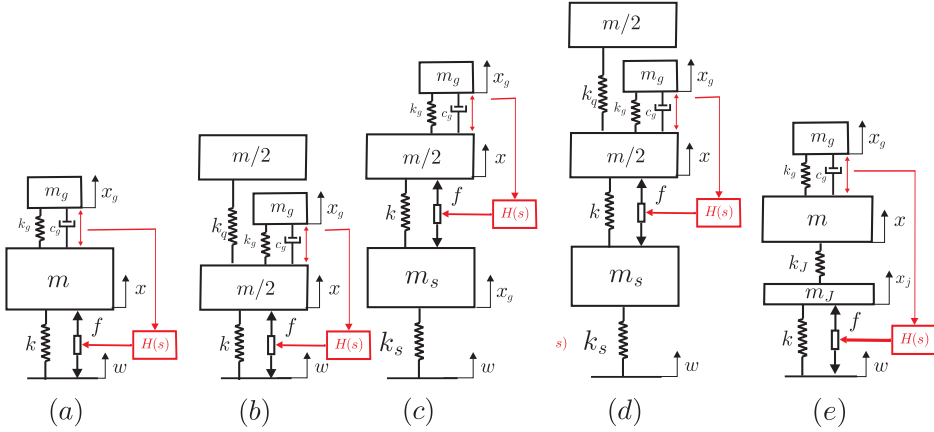 m_g
x_g
k_g
c_g
m
x
k
f
H(s)
w
(a)
m/2
k_q
m_g
x_g
k_g
c_g
m/2
x
k
f
H(s)
w
(b)
m_g
x_g
k_g
c_g
m/2
x
k
f
H(s)
m_s
x_g
k_s
w
(c)
m/2
k_q
m_g
x_g
k_g
c_g
m/2
x
k
f
H(s)
m_s
s)
k_s
w
(d)
m_g
x_g
k_g
c_g
m
x
k_J
x_j
m_J
k
f
H(s)
w
(e)